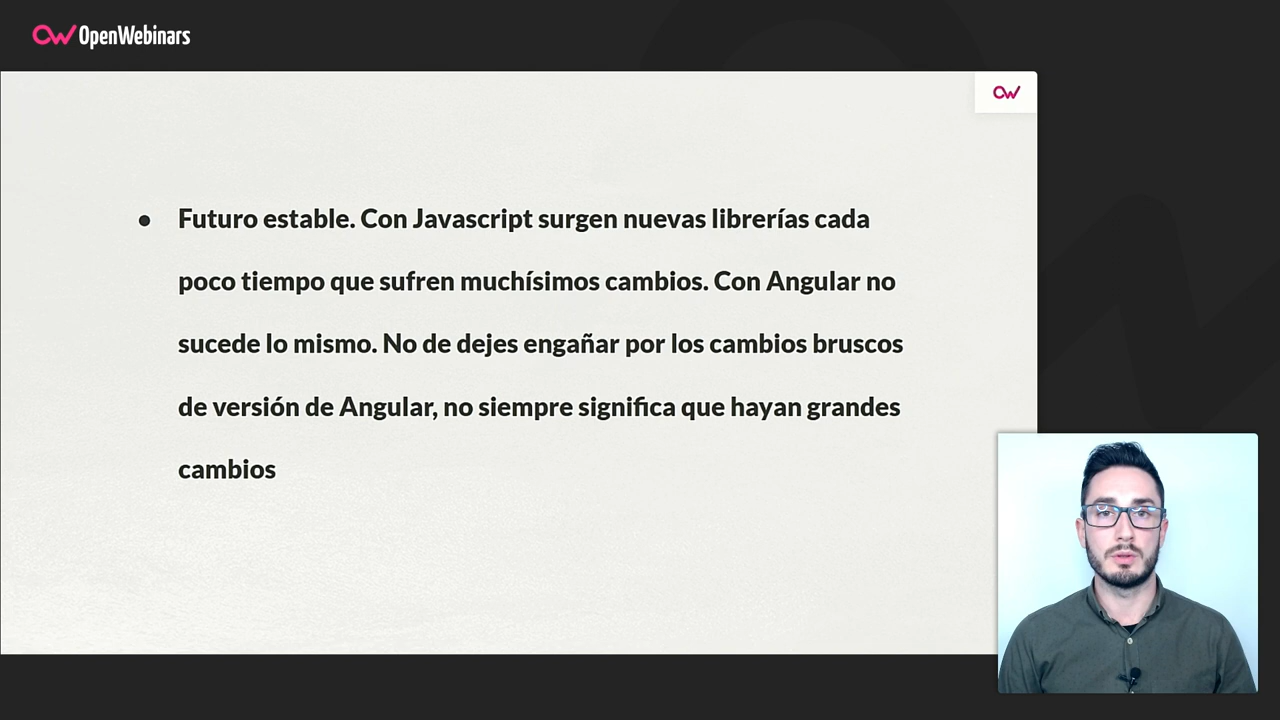 OpenWebinars
● Futuro estable. Con Javascript surgen nuevas librerías cada
poco tiempo que sufren muchísimos cambios. Con Angular no
sucede lo mismo. No de dejes engañar por los cambios bruscos
de versión de Angular, no siempre significa que hayan grandes
cambios